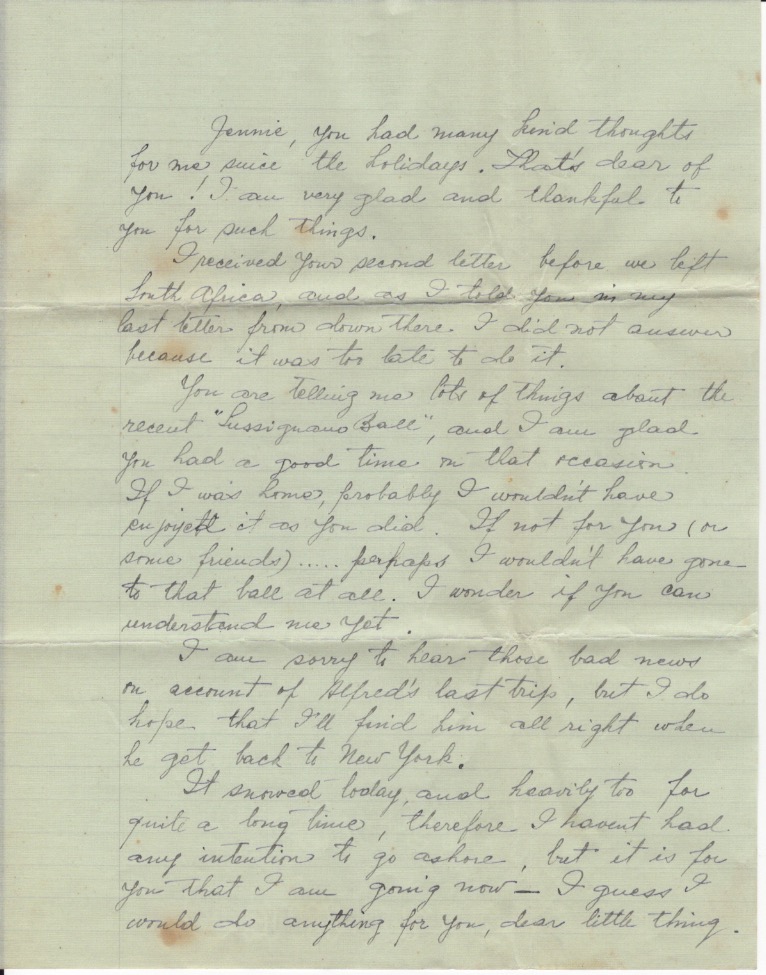 Jennie, you had many kind thoughts
for me since the holidays. That's dear of
you! I am very glad and thankful to
you for such things.
I received your second letter before we left
South Africa, and as I told you in my
last letter from down there. I did not answer
because it was too late to do it.
You are telling me lots of things about the
recent "Lussignano Ball", and I am glad
you had a good time on that occasion.
If I was home, probably I wouldn't have
enjoyed it as you did. If not for you (or
some friends)..... perhaps I wouldn't have gone
to that ball at all. I wonder if you can
understand me yet.
I am sorry to hear those bad news
on account of Alfred's last trip, but I do
hope that I'll find him all right when
he get back to New York.
It snowed today, and heavily too for
quite a long time, therefore I havent had
any intention to go ashore, but it is for
you that I am going now — I guess I
would do anything for you, dear little thing.